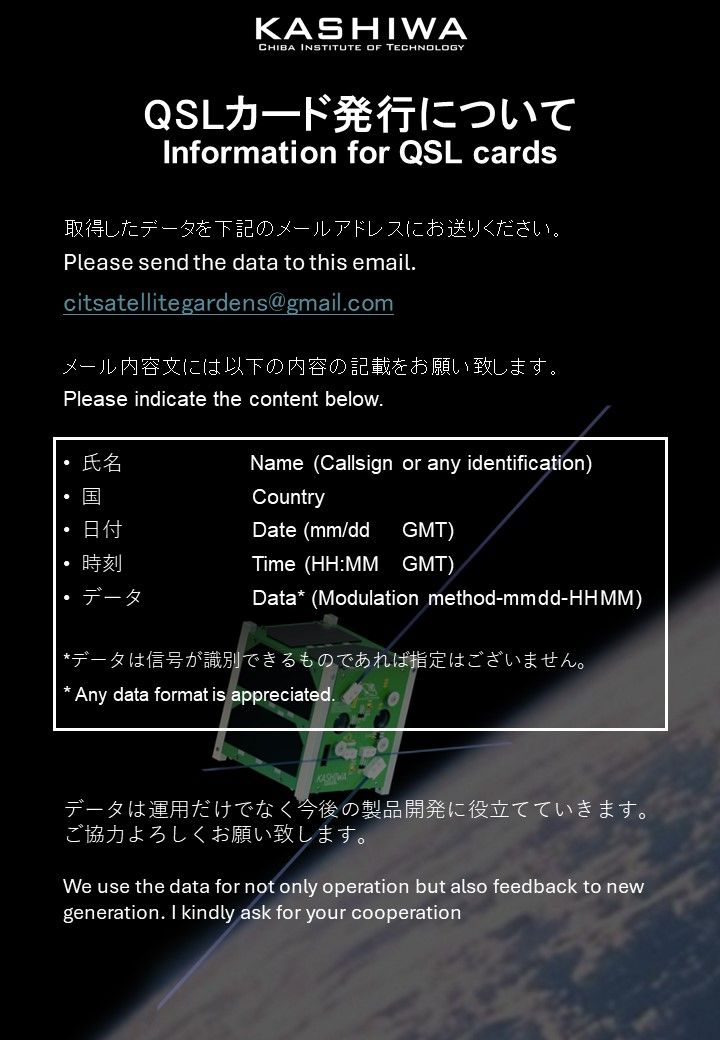 KASHIWA
CHIBA INSTITUTE OF TECHNOLOGY
QSLカード発行について
Information for QSL cards
取得したデータを下記のメールアドレスにお送りください。
Please send the data to this email.
citsatellitegardens@gmail.com
メール内容文には以下の内容の記載をお願い致します。
Please indicate the content below.
• 氏名 Name (Callsign or any identification)
• 国 Country
• 日付 Date (mm/dd GMT)
• 時刻 Time (HH:MM GMT)
• データ Data* (Modulation method-mmdd-HHMM)
*データは信号が識別できるものであれば指定はございません。
* Any data format is appreciated.
KASHIWA
データは運用だけでなく今後の製品開発に役立てていきます。
ご協力よろしくお願い致します。
We use the data for not only operation but also feedback to new
generation. I kindly ask for your cooperation